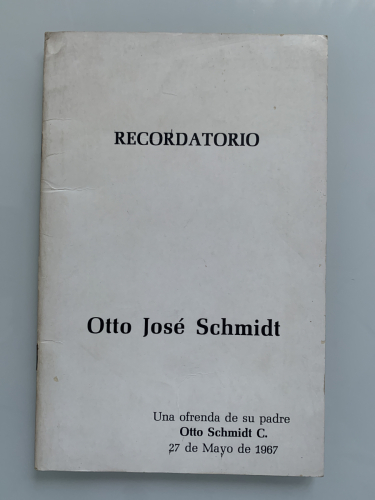 RECORDATORIO
Otto José Schmidt
Una ofrenda de su padre
Otto Schmidt C.
27 de Mayo de 1967